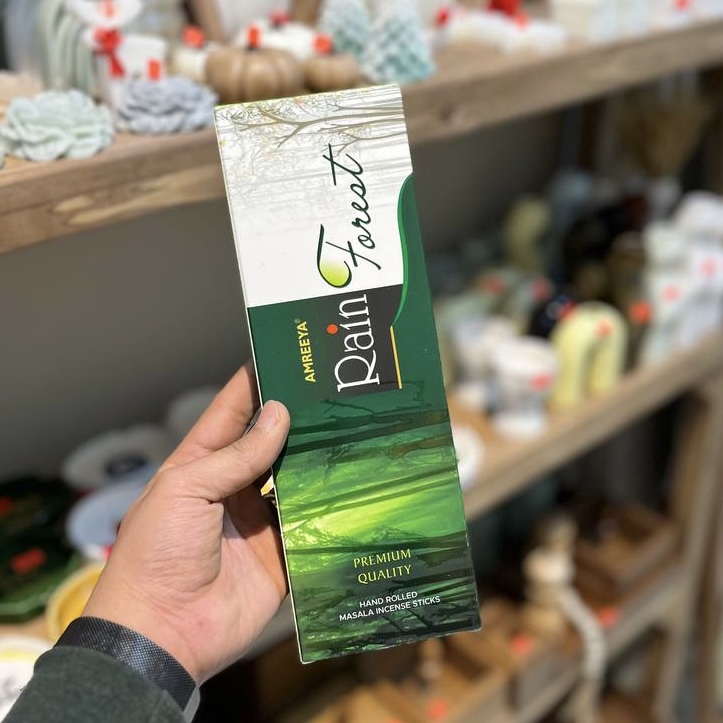 AMREEYA®
Rain
Forest
PREMIUM
QUALITY
HAND ROLLED
MASALA INCENSE STICKS